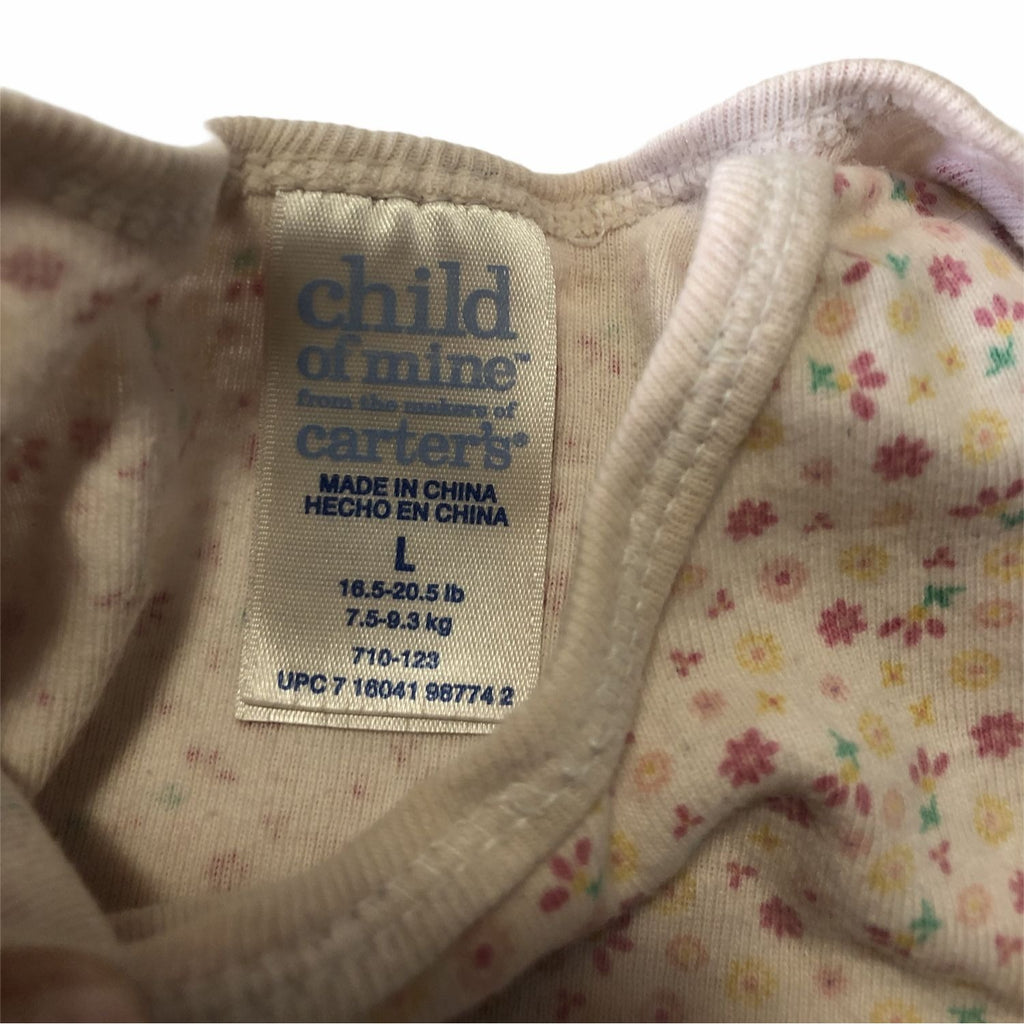 child
of mine™
from the makers of
carter's®
MADE IN CHINA
HECHO EN CHINA
L
16.5-20.5 lb
7.5-9.3 kg
710-123
UPC 7 16041 98774 2